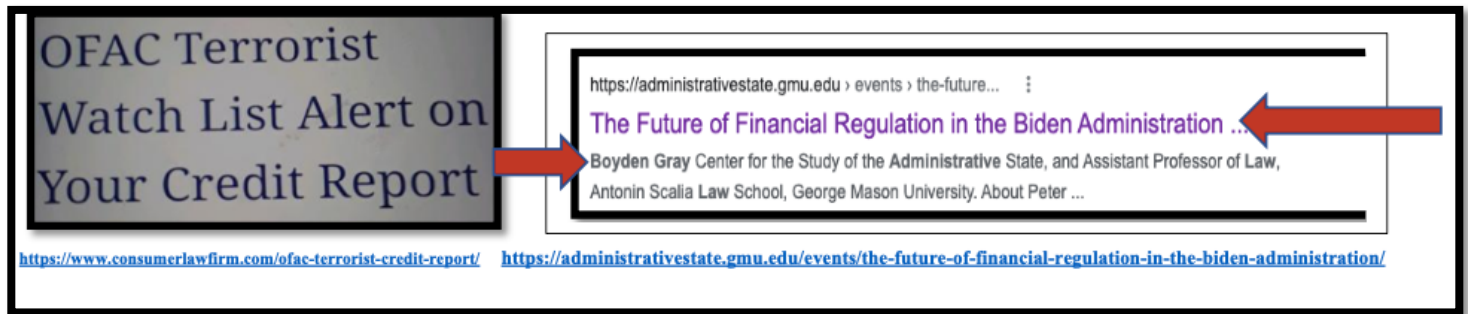 OFAC Terrorist
Watch List Alert on
Your Credit Report
https://administrativestate.gmu.edu › events › the-future...
The Future of Financial Regulation in the Biden Administration ...
Boyden Gray Center for the Study of the Administrative State, and Assistant Professor of Law,
Antonin Scalia Law School, George Mason University. About Peter ...
https://www.consumerlawfirm.com/ofac-terrorist-credit-report/
https://administrativestate.gmu.edu/events/the-future-of-financial-regulation-in-the-biden-administration/